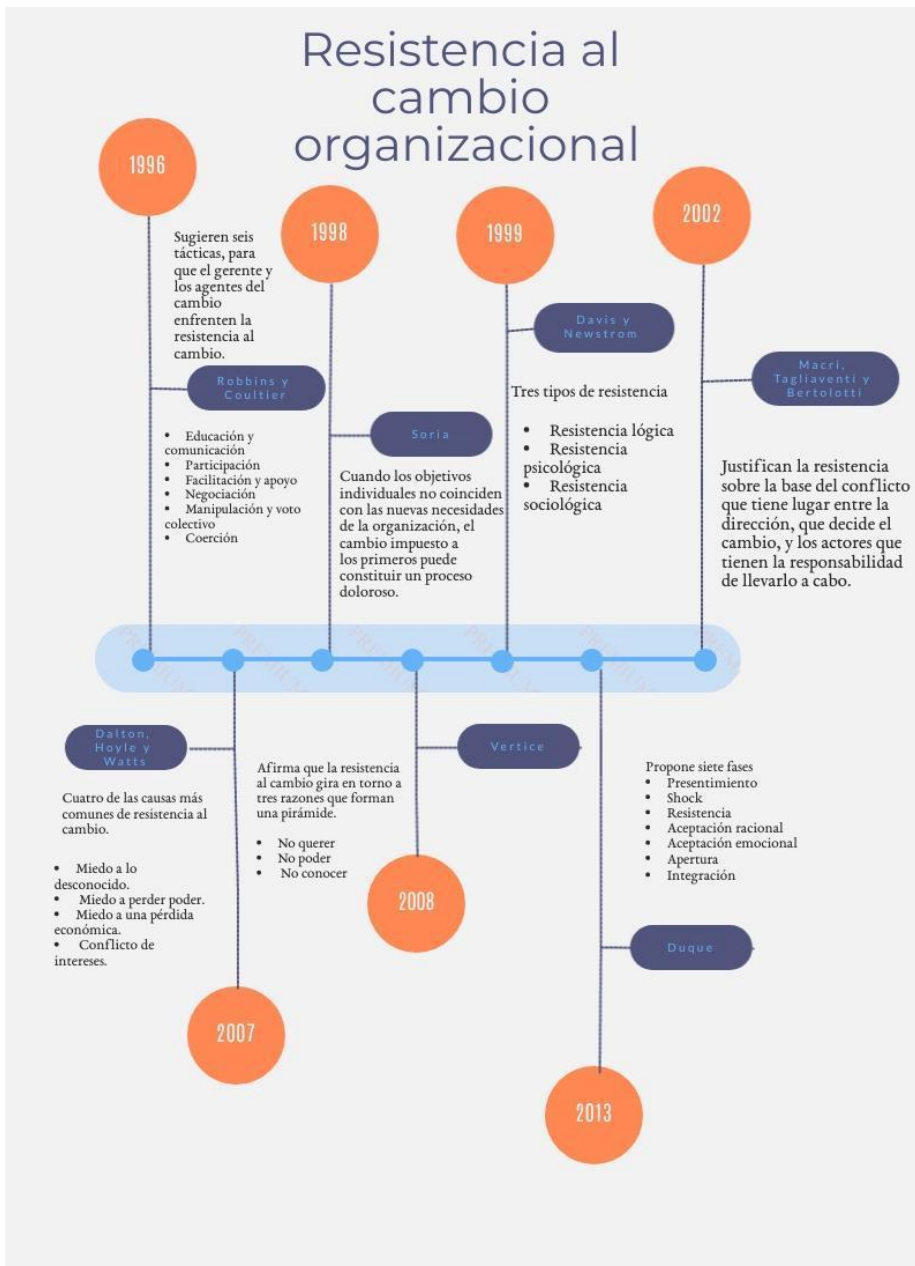 Resistencia al
cambio
organizacional
1996
Sugieren seis
tácticas, para
que el gerente y
los agentes del
cambio
enfrenten la
resistencia al
cambio.
Robbins y
Coultier
• Educación y
comunicación
• Participación
• Facilitación y apoyo
• Negociación
• Manipulación y voto
colectivo
• Coerción
1998
Soria
Cuando los objetivos
individuales no coinciden
con las nuevas necesidades
de la organización, el
cambio impuesto a
los primeros puede
constituir un proceso
doloroso.
1999
Davis y
Newstrom
Tres tipos de resistencia
• Resistencia lógica
• Resistencia
psicológica
• Resistencia
sociológica
2002
Macri,
Tagliaventi y
Bertolotti
Justifican la resistencia
sobre la base del conflicto
que tiene lugar entre la
dirección, que decide el
cambio, y los actores que
tienen la responsabilidad
de llevarlo a cabo.
PREMIUM
PREMIUM
PREMIUM
PREMIUM
PREMIUM
PREMIUM
Dalton,
Hoyle y
Watts
Cuatro de las causas más
comunes de resistencia al
cambio.
• Miedo a lo
desconocido.
• Miedo a perder poder.
• Miedo a una pérdida
económica.
• Conflicto de
intereses.
2007
Vertice
Afirma que la resistencia
al cambio gira en torno a
tres razones que forman
una pirámide.
• No querer
• No poder
• No conocer
2008
Propone siete fases
• Presentimiento
• Shock
• Resistencia
• Aceptación racional
• Aceptación emocional
• Apertura
• Integración
Duque
2013